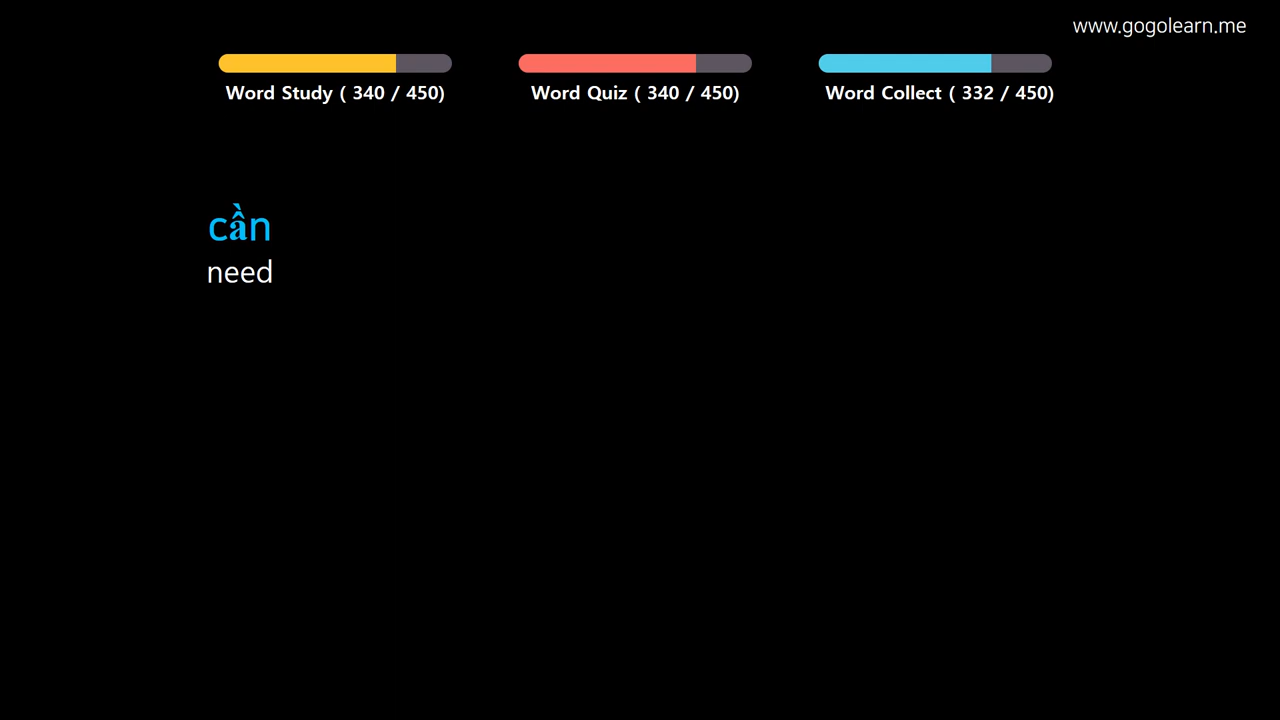 www.gogolearn.me
Word Study ( 340 / 450)
Word Quiz ( 340 / 450)
Word Collect ( 332 / 450)
cần
need